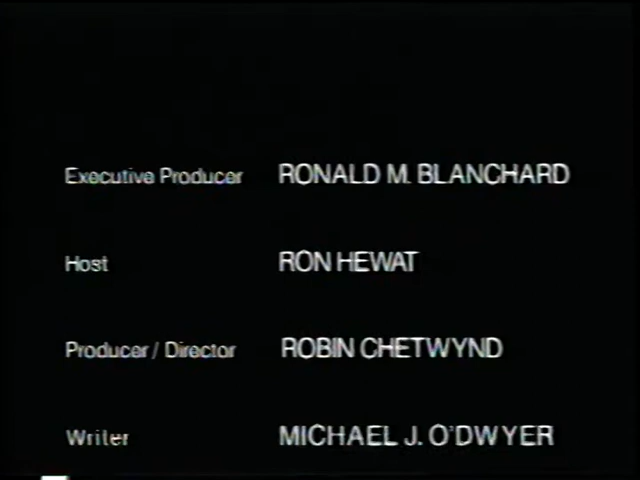 Executive Producer RONALD M. BLANCHARD
Host RON HEWAT
Producer / Director ROBIN CHETWYND
Writer MICHAEL J. O'DWYER